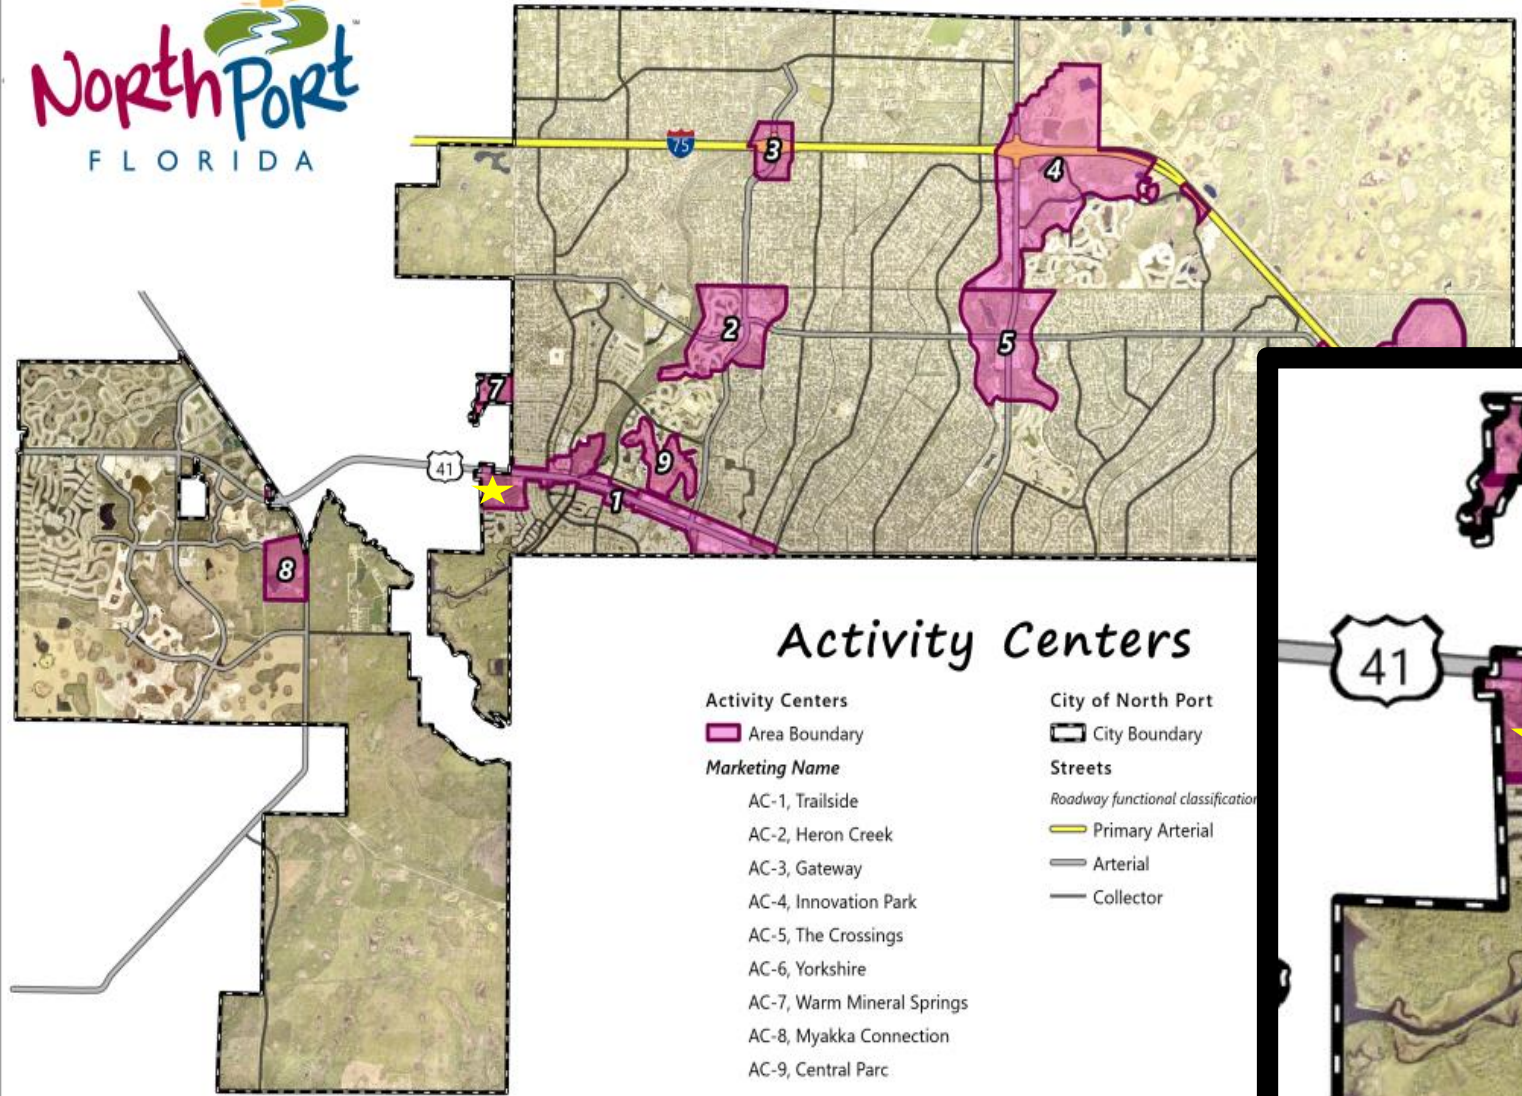 North Port
™
FLORIDA
75
3
4
2
5
7
41
9
1
8
41
Activity Centers
Activity Centers
Area Boundary
Marketing Name
AC-1, Trailside
AC-2, Heron Creek
AC-3, Gateway
AC-4, Innovation Park
AC-5, The Crossings
AC-6, Yorkshire
AC-7, Warm Mineral Springs
AC-8, Myakka Connection
AC-9, Central Parc
City of North Port
City Boundary
Streets
Roadway functional classification
Primary Arterial
Arterial
Collector